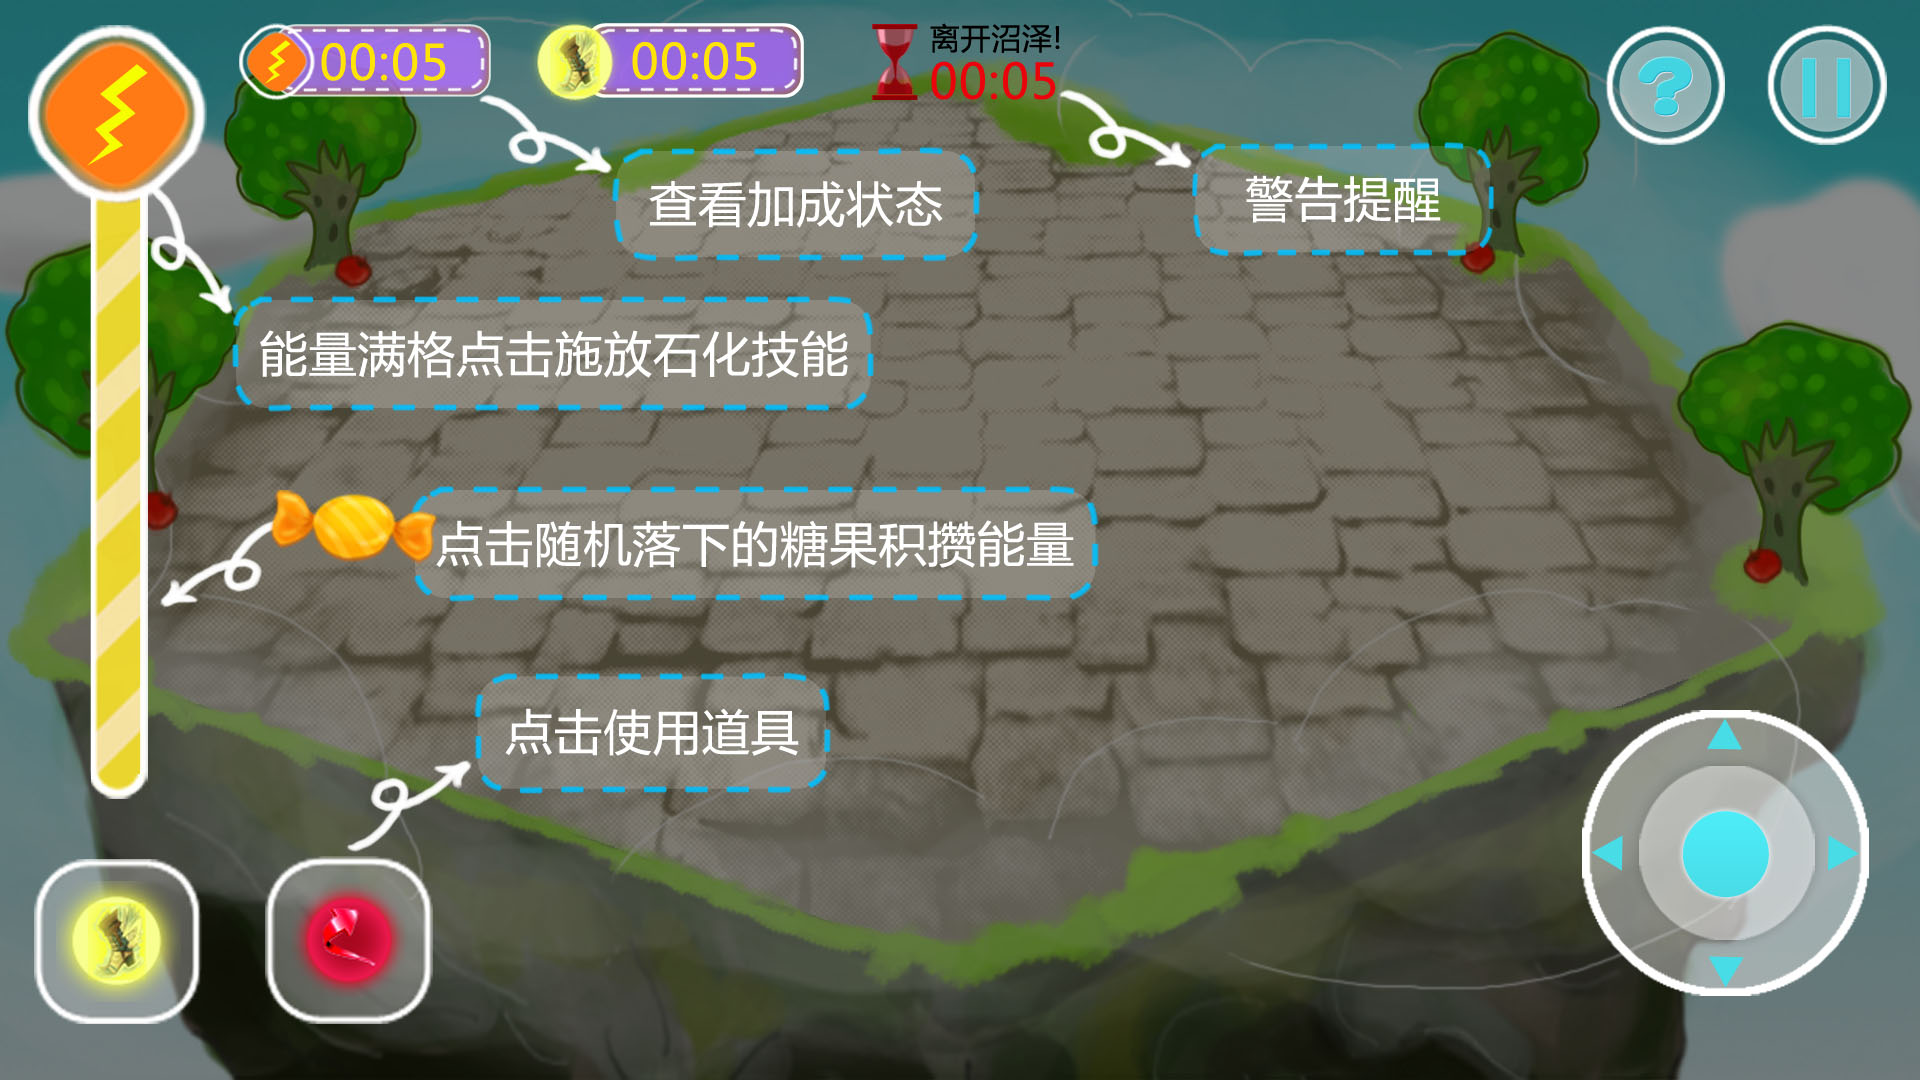 00:05
00:05
离开沼泽!
00:05
?
查看加成状态
警告提醒
能量满格点击施放石化技能
点击随机落下的糖果积攒能量
点击使用道具